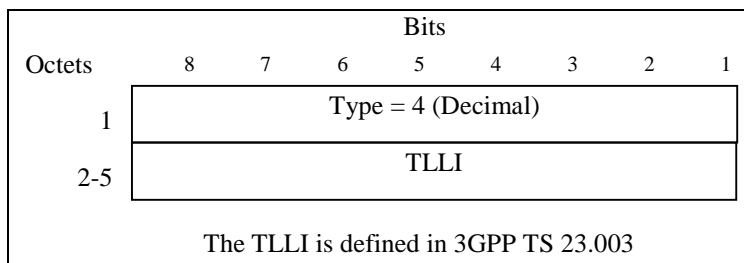 Bits
Octets 8 7 6 5 4 3 2 1
1 Type = 4 (Decimal)
2-5 TLLI
The TLLI is defined in 3GPP TS 23.003